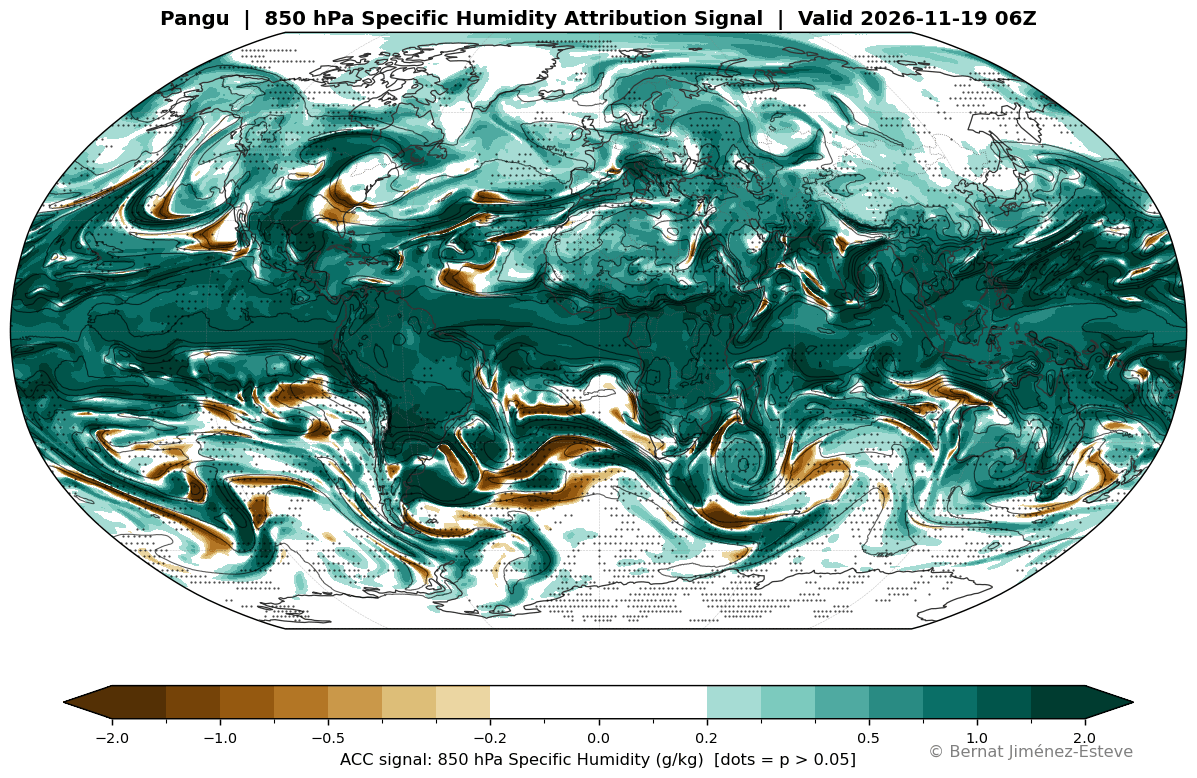 Pangu | 850 hPa Specific Humidity Attribution Signal | Valid 2026-11-19 06Z
−2.0 −1.0 −0.5 −0.2 0.0 0.2 0.5 1.0 2.0
ACC signal: 850 hPa Specific Humidity (g/kg) [dots = p > 0.05]
© Bernat Jiménez-Esteve